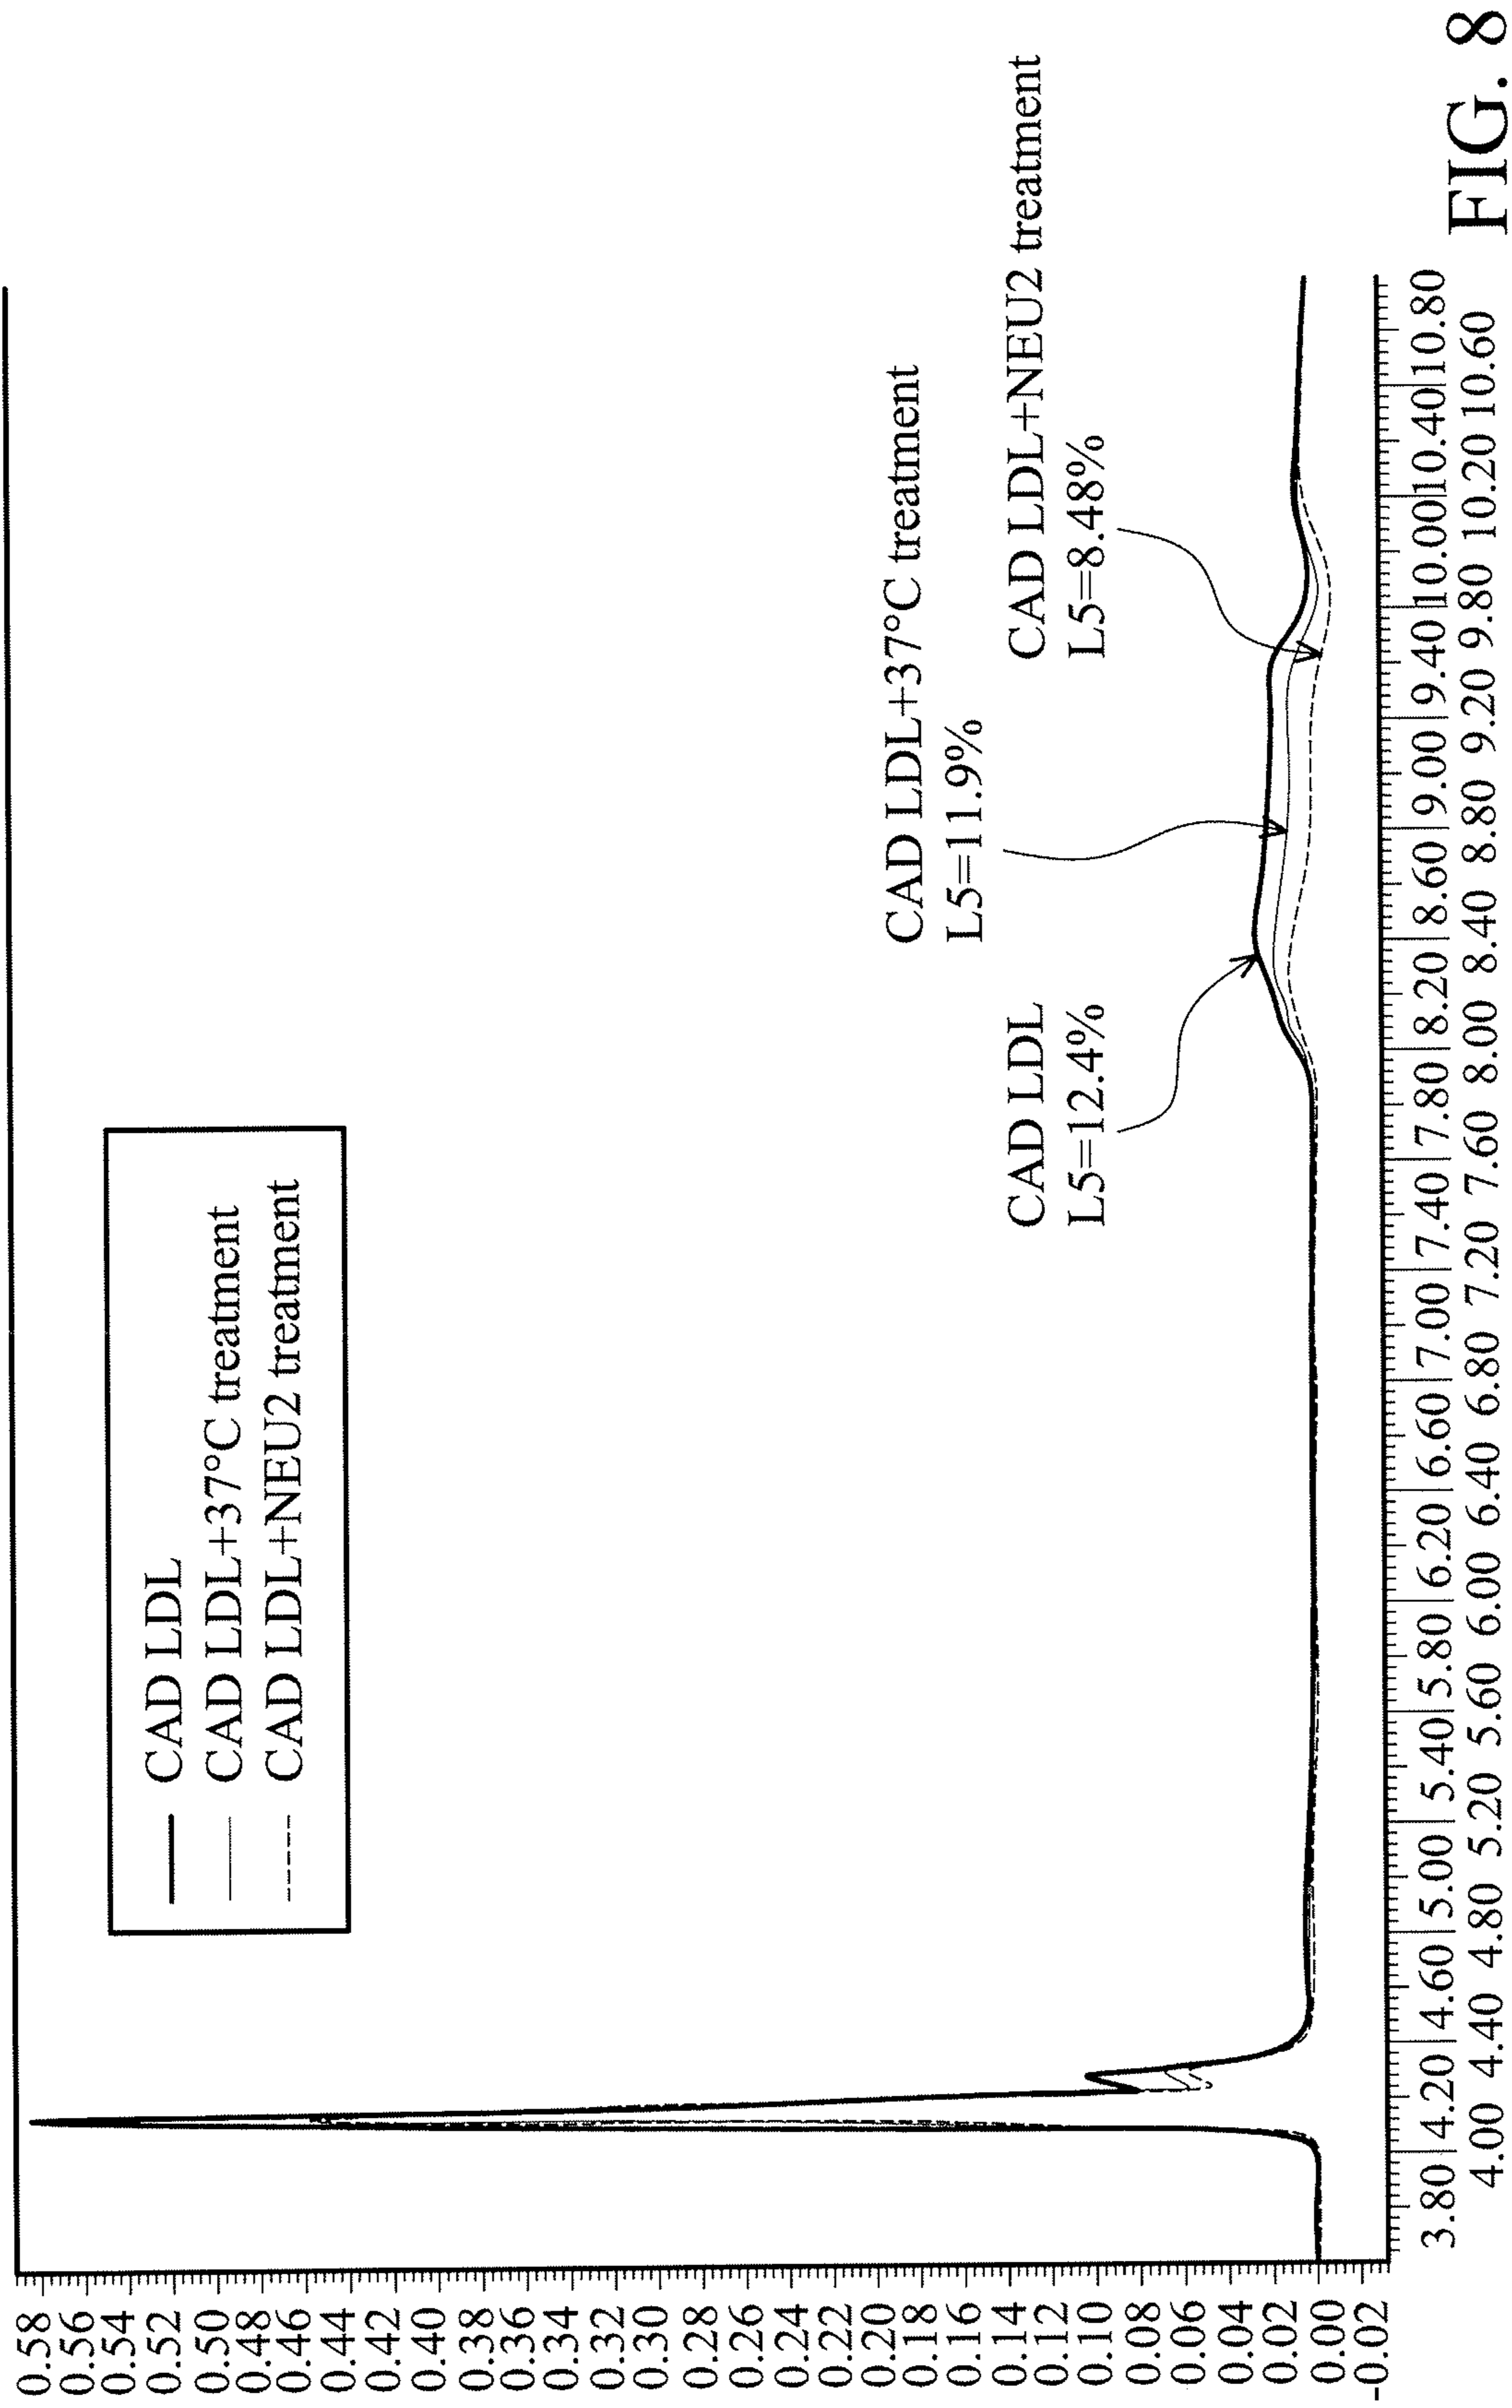 0.58
0.56
0.54
0.52
0.50
0.48
0.46
0.44
0.42
0.40
0.38
0.36
0.34
0.32
0.30
0.28
0.26
0.24
0.22
0.20
0.18
0.16
0.14
0.12
0.10
0.08
0.06
0.04
0.02
0.00
-0.02
CAD LDL
CAD LDL+37°C treatment
CAD LDL+NEU2 treatment
CAD LDL+37°C treatment
L5=11.9%
CAD LDL
L5=12.4%
CAD LDL+NEU2 treatment
L5=8.48%
3.80 4.20 4.60 5.00 5.40 5.80 6.20 6.60 7.00 7.40 7.80 8.20 8.60 9.00 9.40 10.00 10.40 10.80
4.00 4.40 4.80 5.20 5.60 6.00 6.40 6.80 7.20 7.60 8.00 8.40 8.80 9.20 9.80 10.20 10.60
FIG. 8